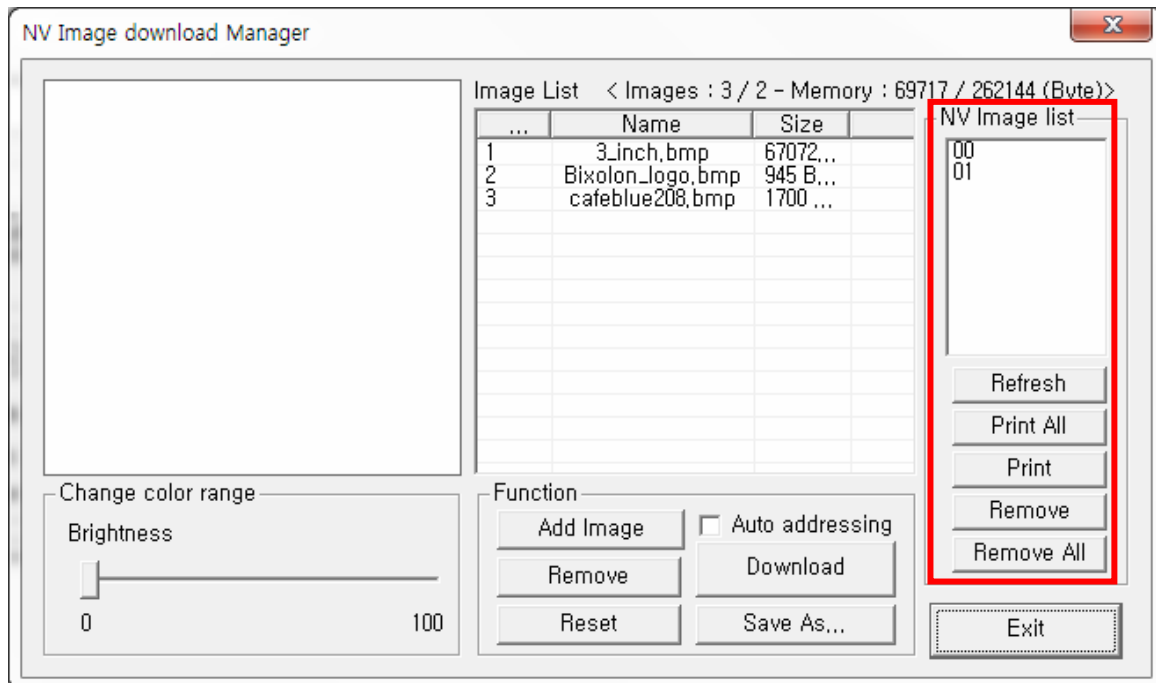 NV Image download Manager
Image List < Images : 3 / 2 - Memory : 69717 / 262144 (Byte)>
... Name Size
1 3_inch.bmp 67072...
2 Bixolon_logo.bmp 945 B...
3 cafeblue208.bmp 1700 ...
NV Image list
00
01
Refresh
Print All
Print
Remove
Remove All
Change color range
Brightness
0 100
Function
Add Image Auto addressing
Remove Download
Reset Save As...
Exit